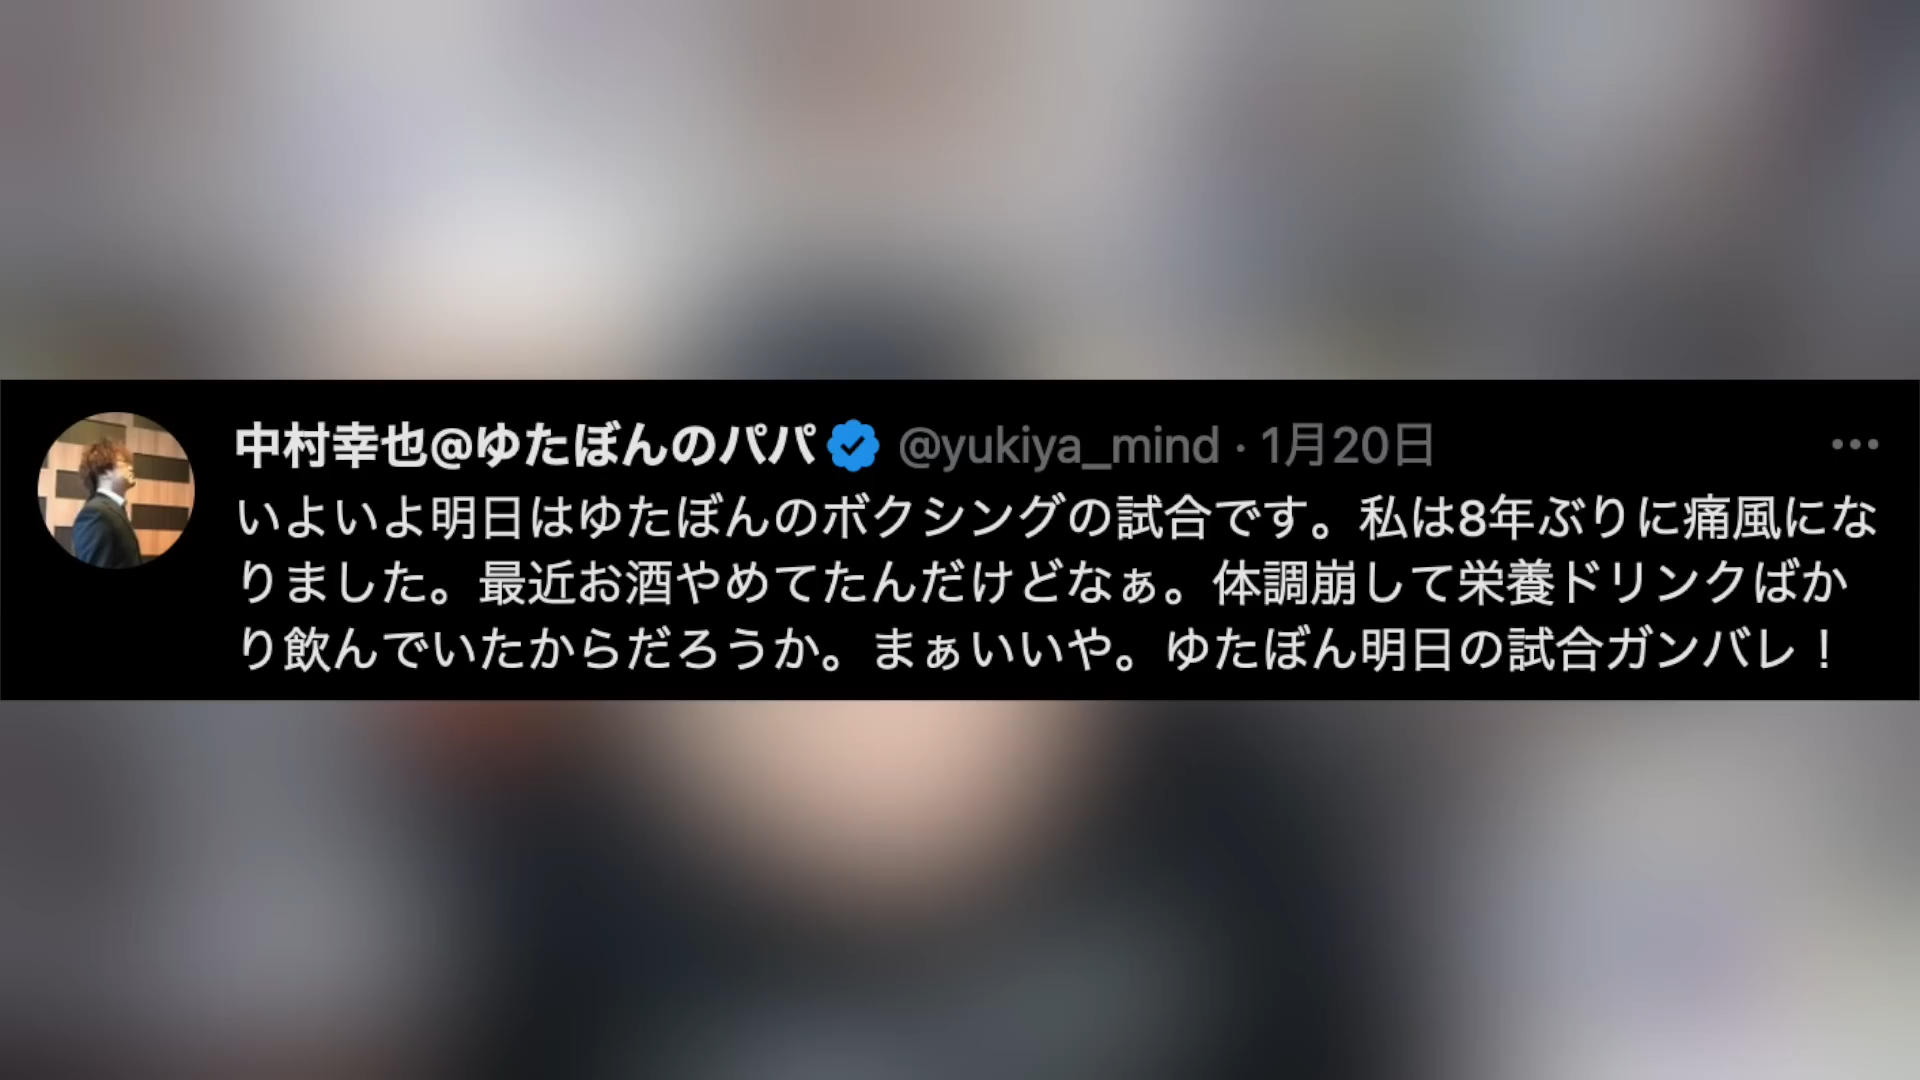 中村幸也@ゆたぼんのパパ @yukiya_mind · 1月20日
いよいよ明日はゆたぼんのボクシングの試合です。私は8年ぶりに痛風にな
りました。最近お酒やめてたんだけどなぁ。体調崩して栄養ドリンクばか
り飲んでいたからだろうか。まぁいいや。ゆたぼん明日の試合ガンバレ！